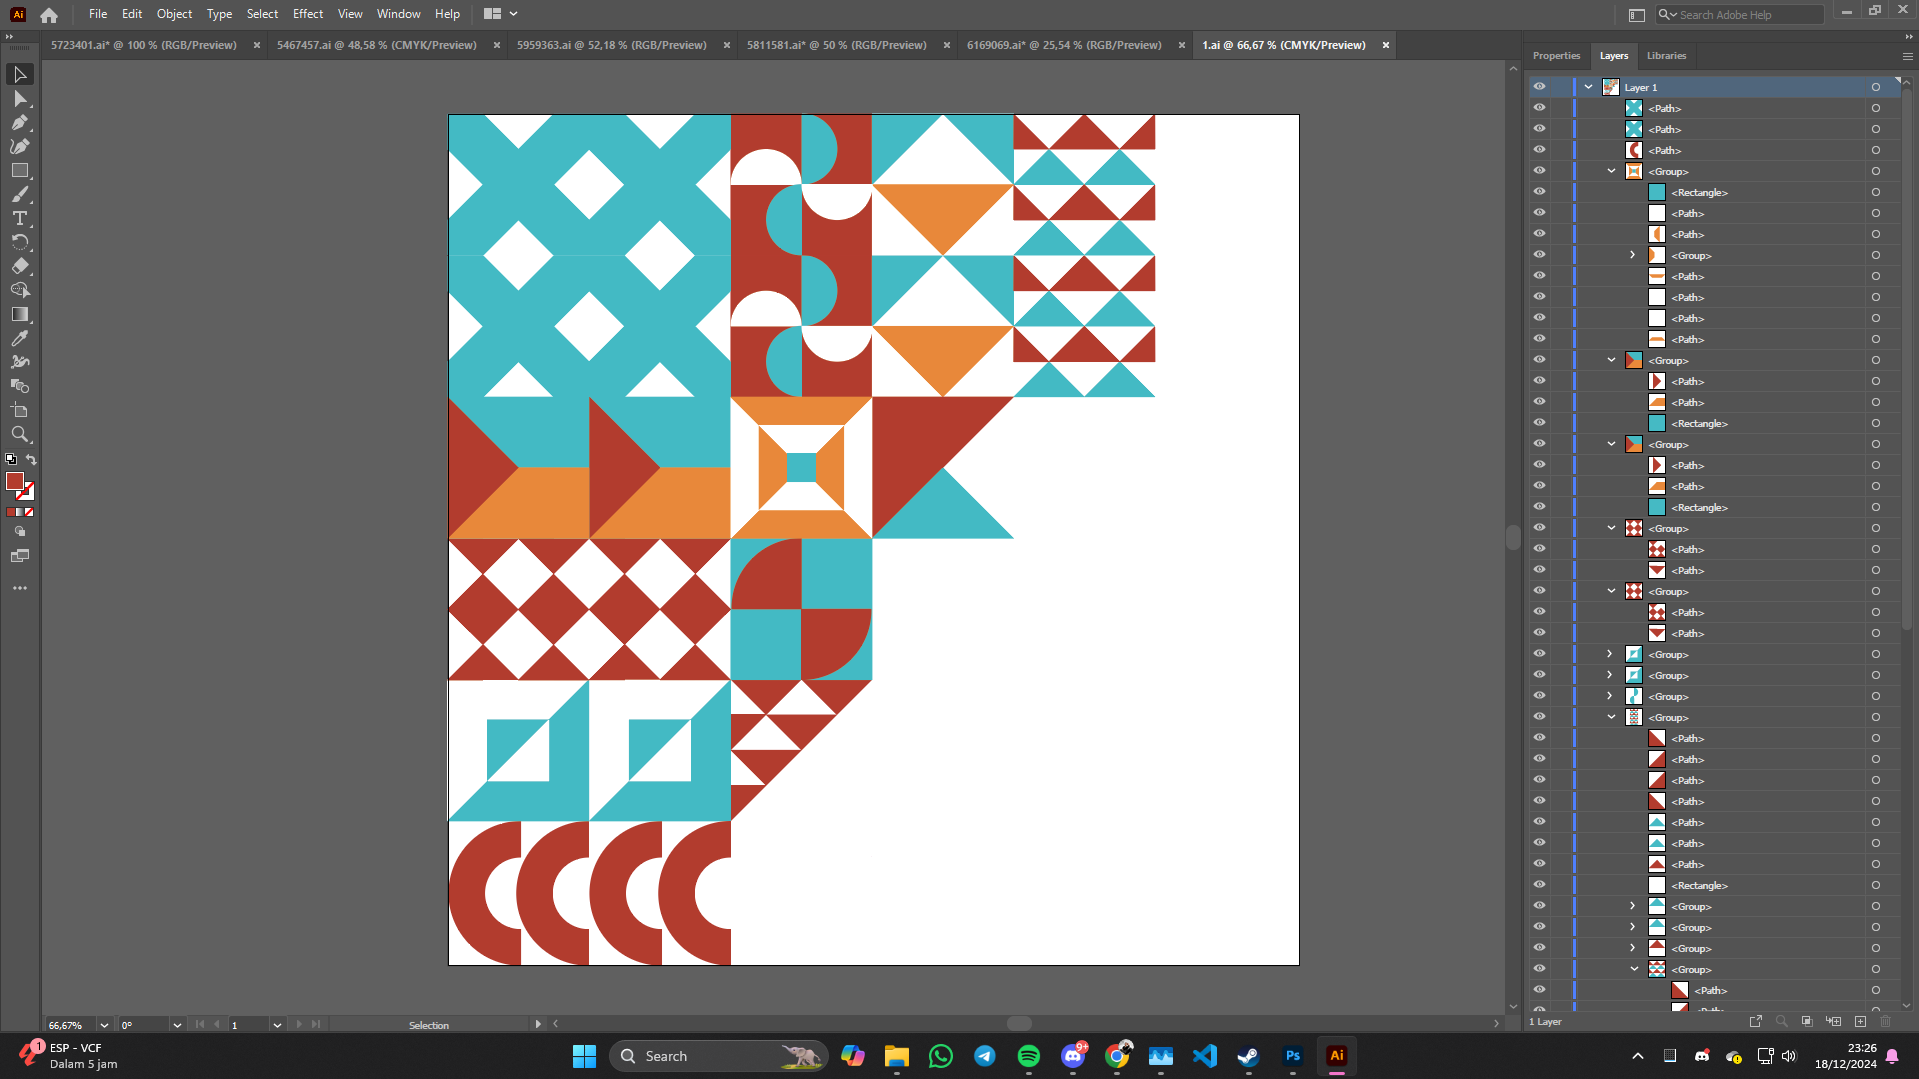 Ai File Edit Object Type Select Effect View Window Help Search Adobe Help
5723401.ai* @ 100 % (RGB/Preview) × 5467457.ai @ 48,58 % (CMYK/Preview) × 5959363.ai @ 52,18 % (RGB/Preview) × 5811581.ai* @ 50 % (RGB/Preview) × 6169069.ai* @ 25,54 % (RGB/Preview) × 1.ai @ 66,67 % (CMYK/Preview) ×
Properties Layers Libraries
Layer 1
<Path>
<Path>
<Path>
<Group>
<Rectangle>
<Path>
<Path>
<Group>
<Path>
<Path>
<Path>
<Path>
<Group>
<Path>
<Path>
<Rectangle>
<Group>
<Path>
<Path>
<Rectangle>
<Group>
<Path>
<Path>
<Group>
<Path>
<Path>
<Group>
<Group>
<Group>
<Group>
<Path>
<Path>
<Path>
<Path>
<Path>
<Path>
<Path>
<Rectangle>
<Group>
<Group>
<Group>
<Group>
<Path>
<Path>
66,67% 0° 1 Selection
1 Layer
1 ESP - VCF
Dalam 5 jam
Search
9+
Ps
Ai
23:26
18/12/2024